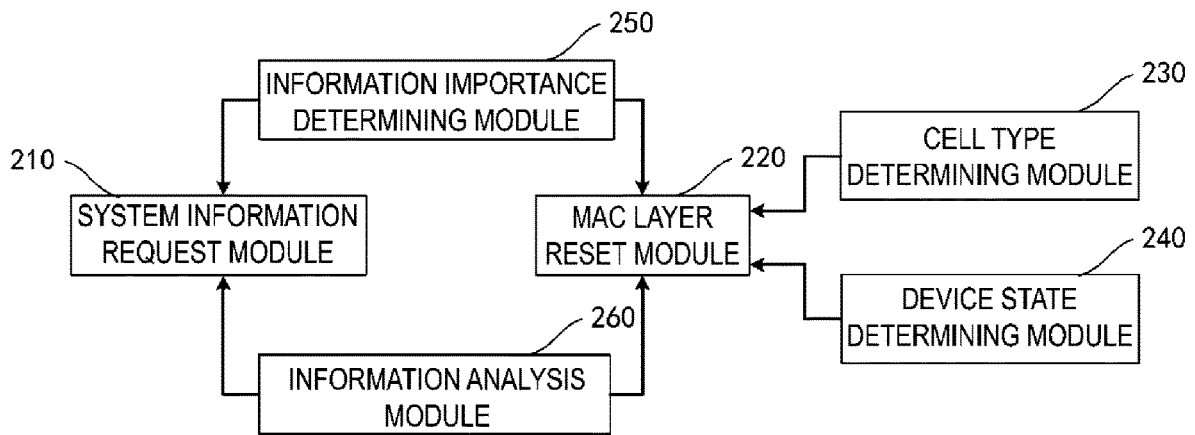 250
INFORMATION IMPORTANCE
DETERMINING MODULE
230
CELL TYPE
DETERMINING MODULE
210
SYSTEM INFORMATION
REQUEST MODULE
220
MAC LAYER
RESET MODULE
240
DEVICE STATE
DETERMINING MODULE
260
INFORMATION ANALYSIS
MODULE